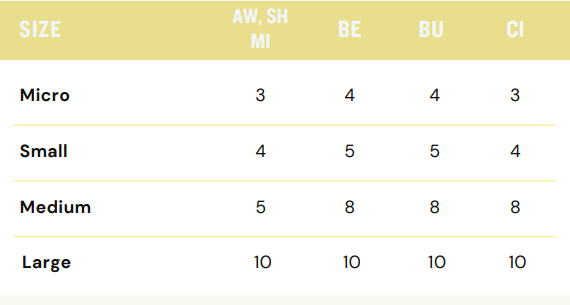 SIZE AW, SH MI BE BU CI
Micro 3 4 4 3
Small 4 5 5 4
Medium 5 8 8 8
Large 10 10 10 10